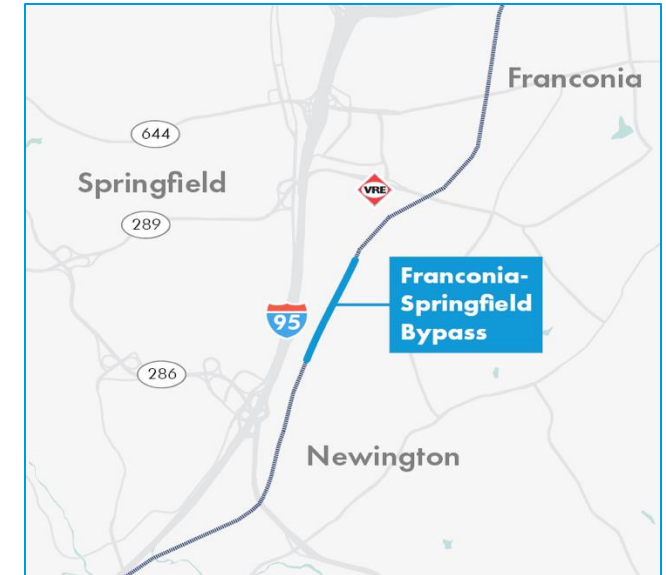 Franconia
644
Springfield
VRE
289
Franconia-
Springfield
Bypass
95
286
Newington